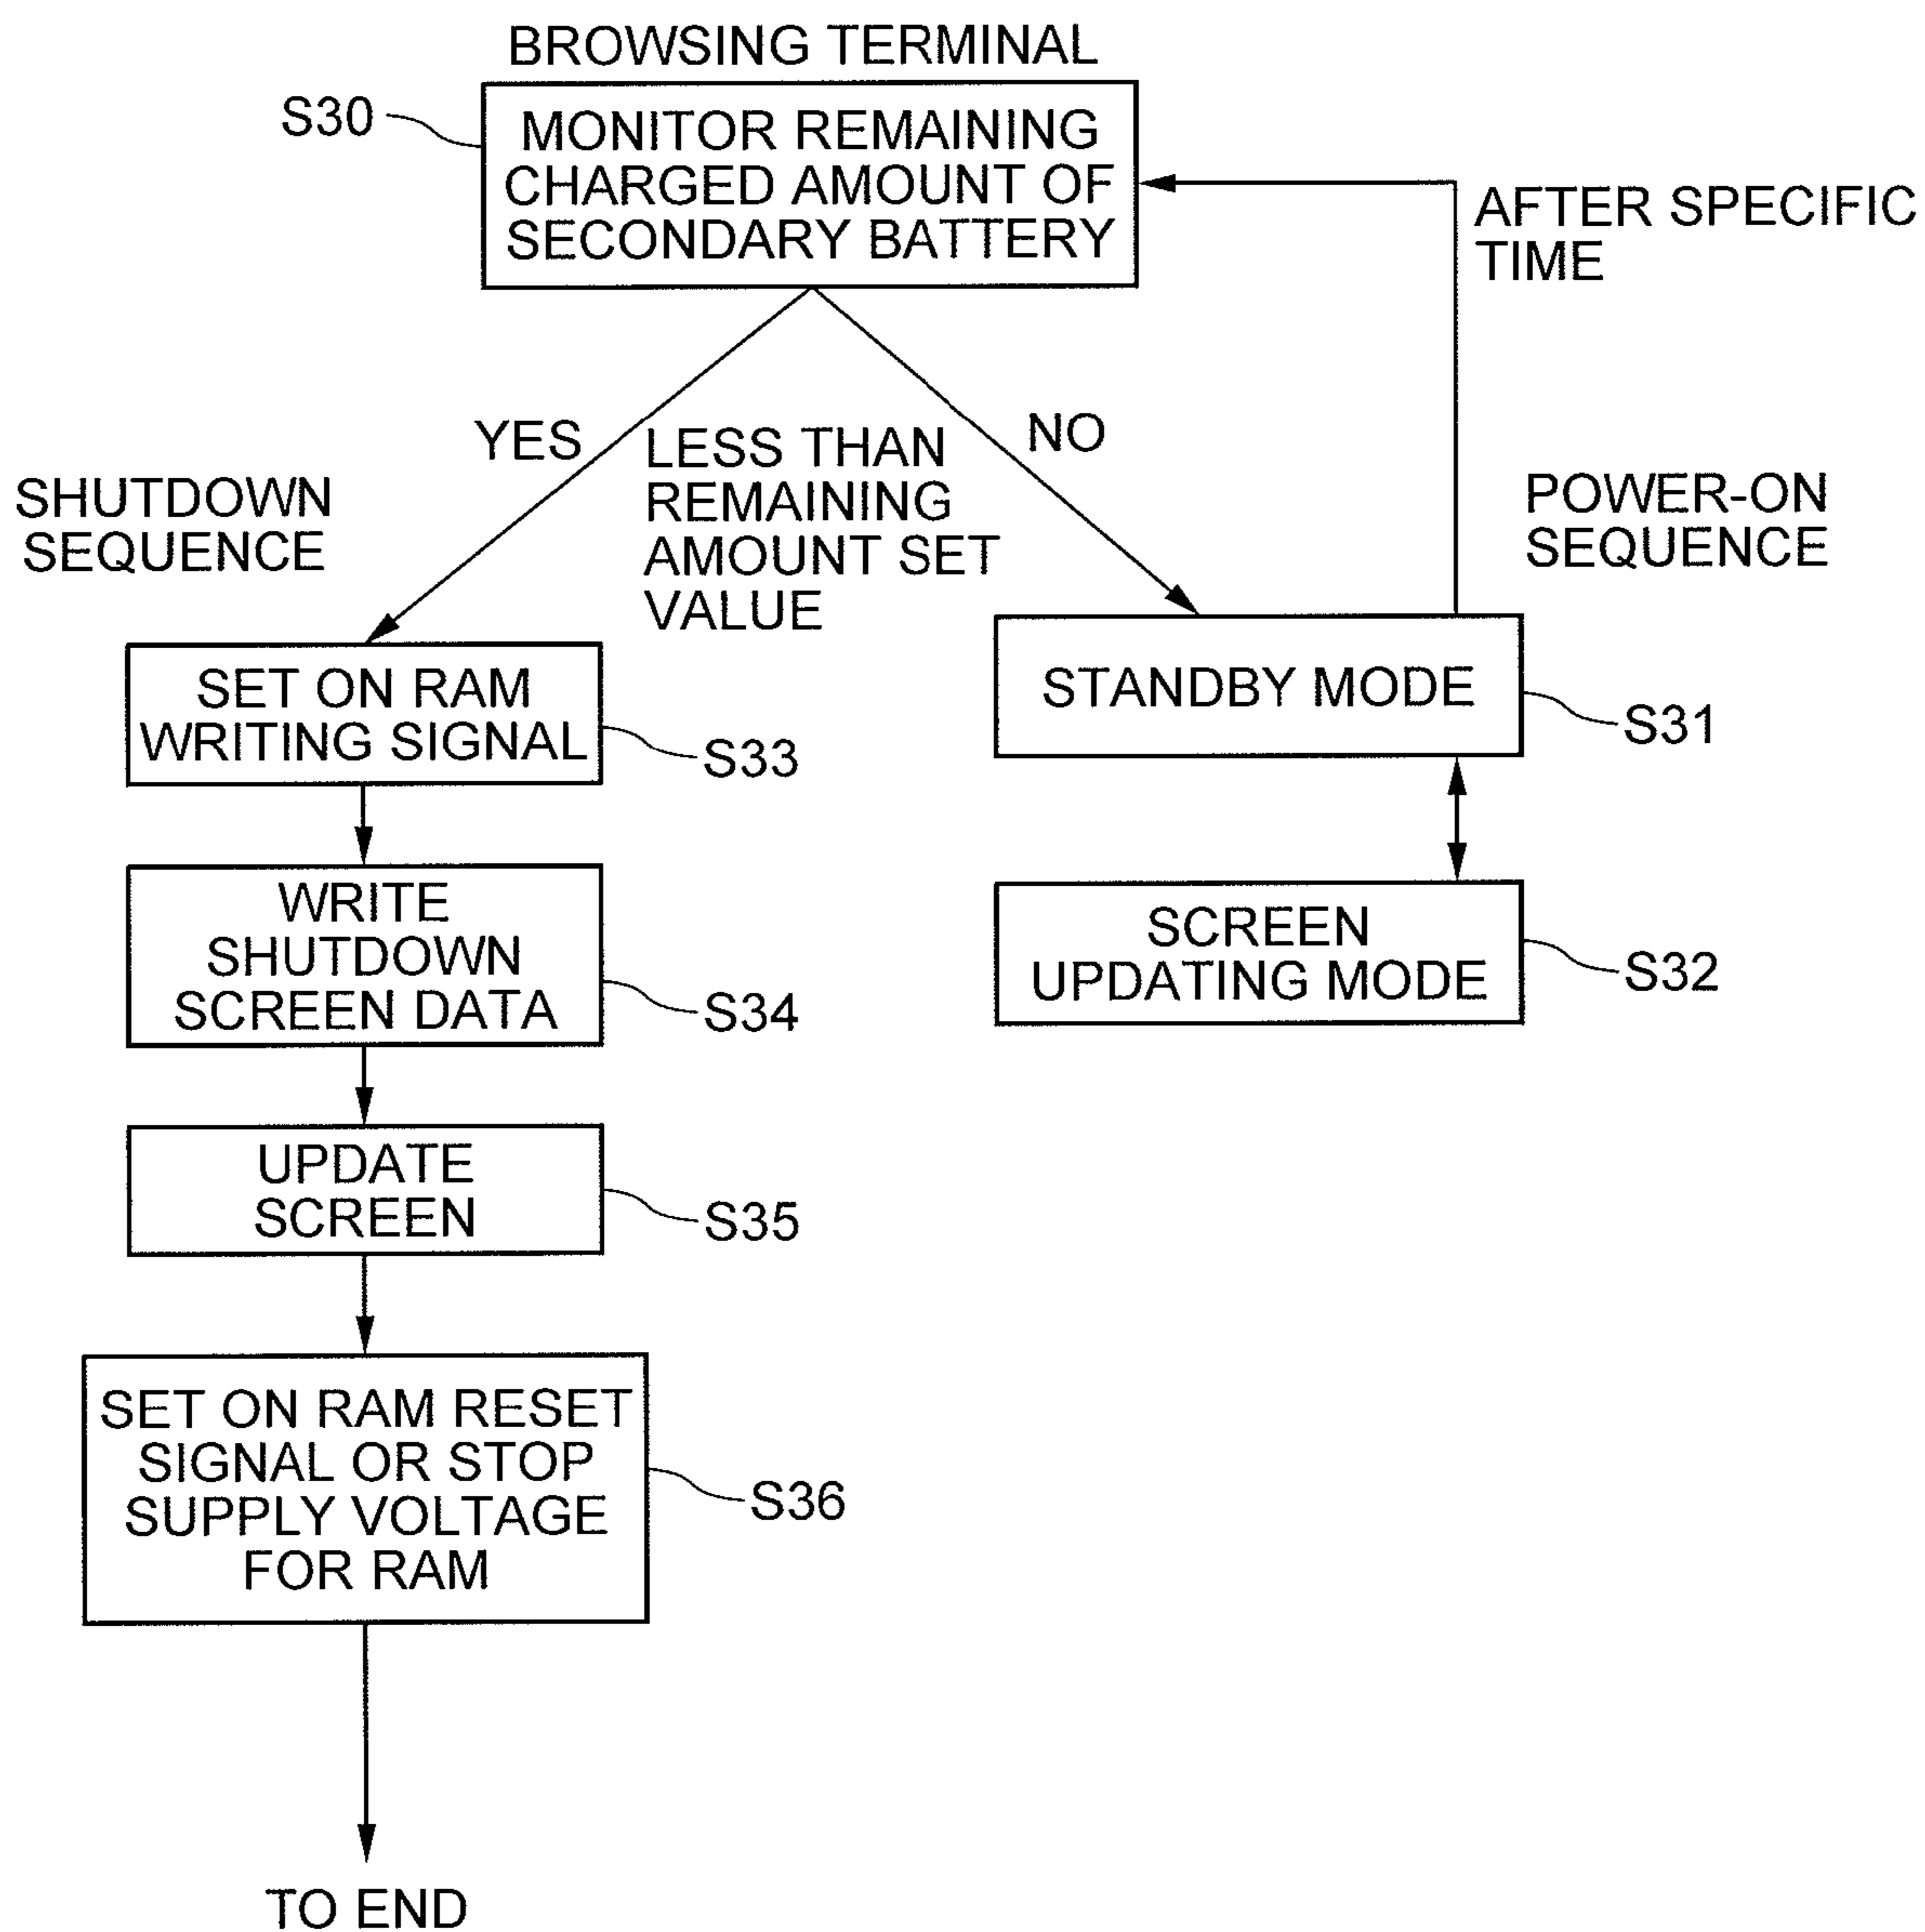 BROWSING TERMINAL
S30
MONITOR REMAINING
CHARGED AMOUNT OF
SECONDARY BATTERY
AFTER SPECIFIC
TIME
YES
LESS THAN
REMAINING
AMOUNT SET
VALUE
NO
SHUTDOWN
SEQUENCE
POWER-ON
SEQUENCE
SET ON RAM
WRITING SIGNAL
S33
STANDBY MODE
S31
WRITE
SHUTDOWN
SCREEN DATA
S34
SCREEN
UPDATING MODE
S32
UPDATE
SCREEN
S35
SET ON RAM RESET
SIGNAL OR STOP
SUPPLY VOLTAGE
FOR RAM
S36
TO END